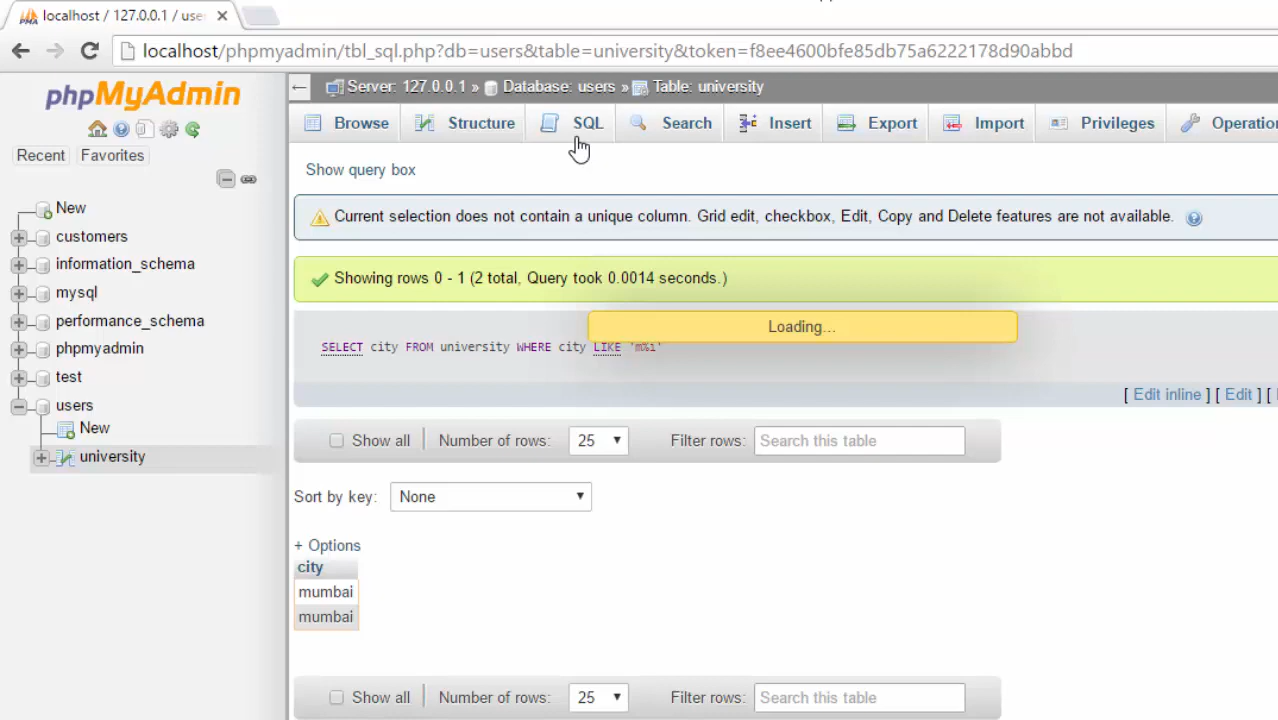 localhost / 127.0.0.1 / use
localhost/phpmyadmin/tbl_sql.php?db=users&table=university&token=f8ee4600bfe85db75a6222178d90abbd
phpMyAdmin
Recent Favorites
New
customers
information_schema
mysql
performance_schema
phpmyadmin
test
users
New
university
Server: 127.0.0.1 » Database: users » Table: university
Browse Structure SQL Search Insert Export Import Privileges Operatio
Show query box
Current selection does not contain a unique column. Grid edit, checkbox, Edit, Copy and Delete features are not available.
Showing rows 0 - 1 (2 total, Query took 0.0014 seconds.)
Loading...
SELECT city FROM university WHERE city LIKE 'm%i'
[ Edit inline ] [ Edit ] [
Show all Number of rows: 25 Filter rows: Search this table
Sort by key: None
+ Options
city
mumbai
mumbai
Show all Number of rows: 25 Filter rows: Search this table